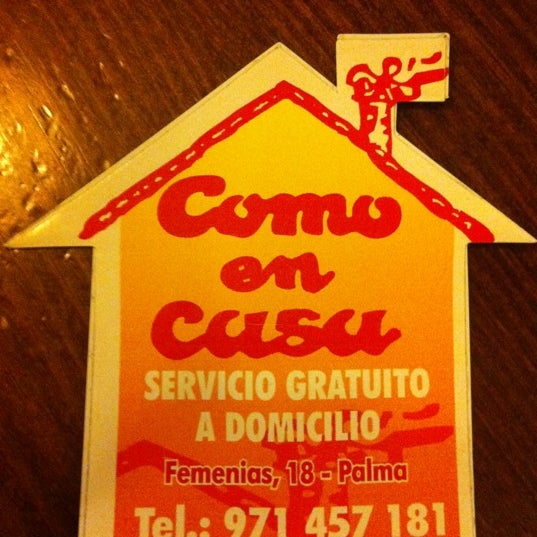 Como
en
casa
SERVICIO GRATUITO
A DOMICILIO
Femenias, 18 - Palma
Tel.: 971 457 181